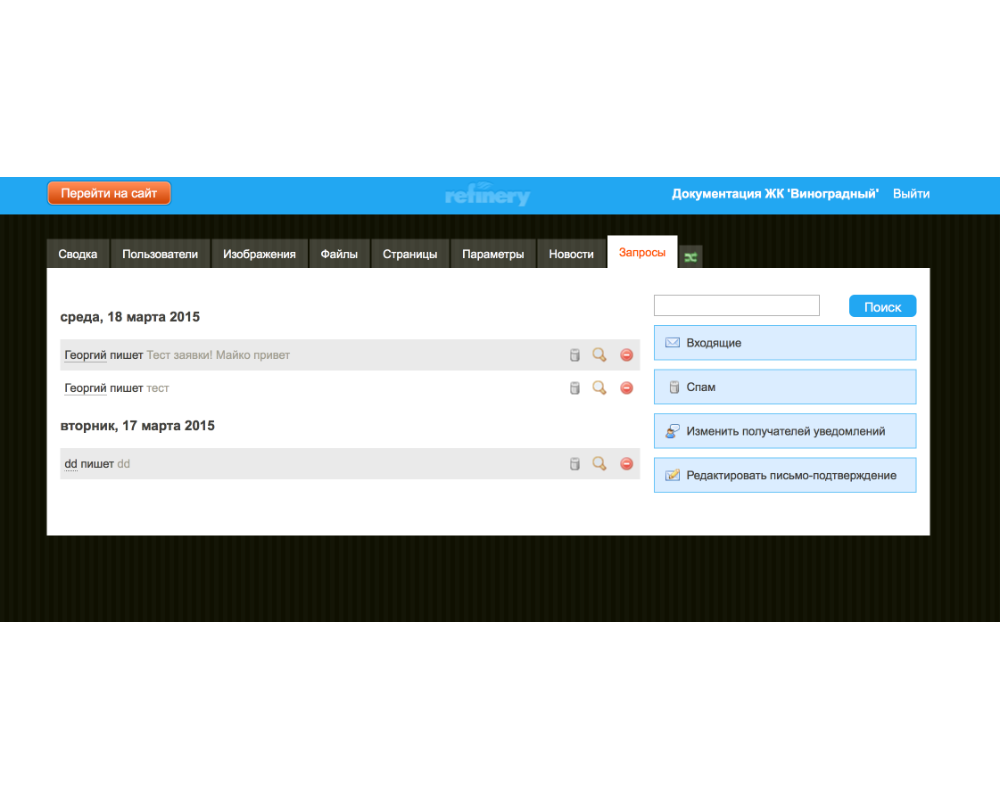 Перейти на сайт
refinery
Документация ЖК 'Виноградный'
Выйти
Сводка
Пользователи
Изображения
Файлы
Страницы
Параметры
Новости
Запросы
среда, 18 марта 2015
Георгий пишет Тест заявки! Майко привет
Георгий пишет тест
вторник, 17 марта 2015
dd пишет dd
Поиск
Входящие
Спам
Изменить получателей уведомлений
Редактировать письмо-подтверждение